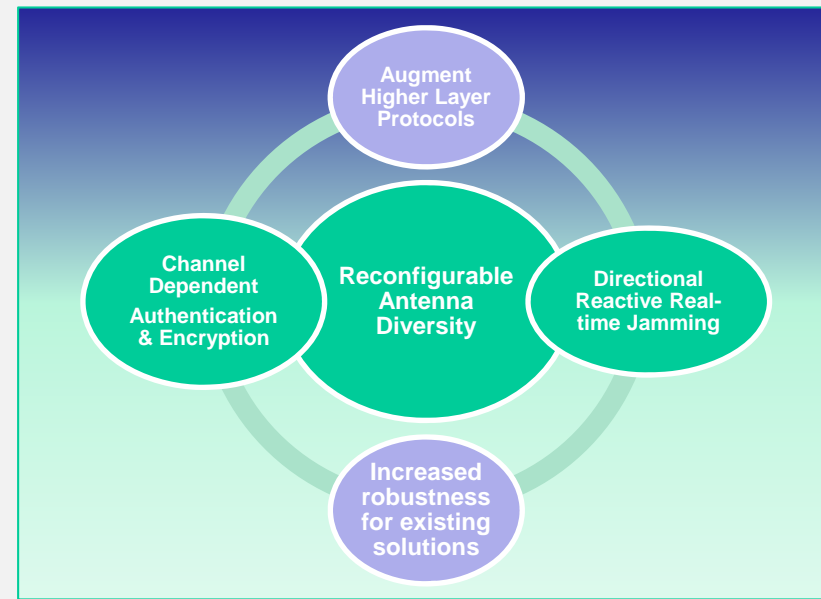 Augment
Higher Layer
Protocols
Channel
Dependent
Authentication
& Encryption
Reconfigurable
Antenna
Diversity
Directional
Reactive Real-
time Jamming
Increased
robustness
for existing
solutions